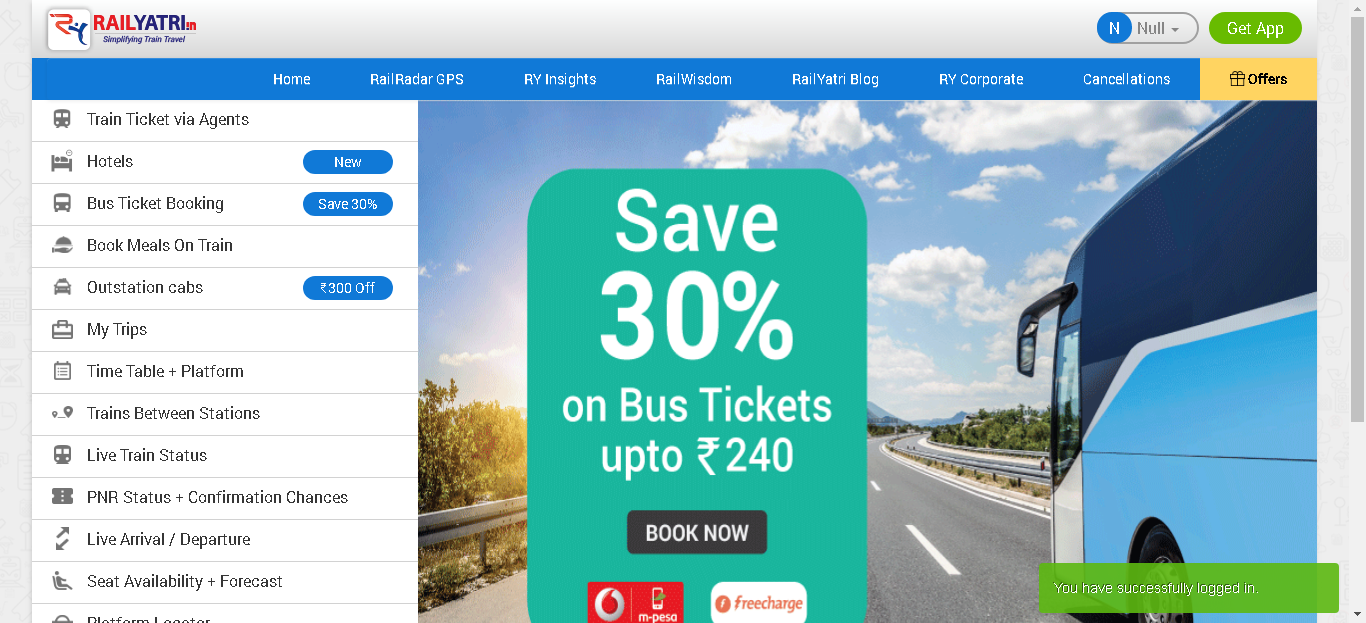 RAILYATRI.in
Simplifying Train Travel
N Null
Get App
Home RailRadar GPS RY Insights RailWisdom RailYatri Blog RY Corporate Cancellations Offers
Train Ticket via Agents
Hotels New
Bus Ticket Booking Save 30%
Book Meals On Train
Outstation cabs ₹300 Off
My Trips
Time Table + Platform
Trains Between Stations
Live Train Status
PNR Status + Confirmation Chances
Live Arrival / Departure
Seat Availability + Forecast
Platform Locator
Save
30%
on Bus Tickets
upto ₹240
BOOK NOW
m-pesa
freecharge
You have successfully logged in.